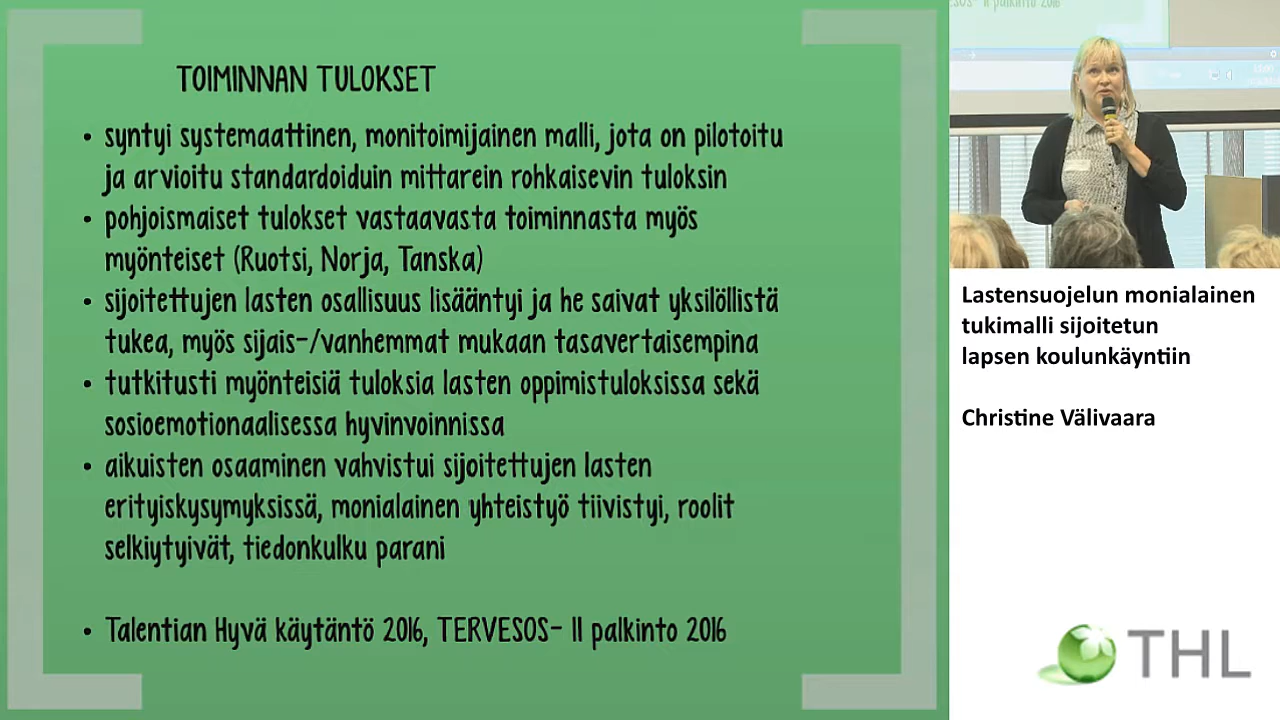 TOIMINNAN TULOKSET
• syntyi systemaattinen, monitoimijainen malli, jota on pilotoitu
ja arvioitu standardoiduin mittarein rohkaisevin tuloksin
• pohjoismaiset tulokset vastaavasta toiminnasta myös
myönteiset (Ruotsi, Norja, Tanska)
• sijoitettujen lasten osallisuus lisääntyi ja he saivat yksilöllistä
tukea, myös sijais-/vanhemmat mukaan tasavertaisempina
• tutkitusti myönteisiä tuloksia lasten oppimistuloksissa sekä
sosioemotionaalisessa hyvinvoinnissa
• aikuisten osaaminen vahvistui sijoitettujen lasten
erityiskysymyksissä, monialainen yhteistyö tiivistyi, roolit
selkiytyivät, tiedonkulku parani
• Talentian Hyvä käytäntö 2016, TERVESOS- II palkinto 2016
II palkinto 2016
Lastensuojelun monialainen
tukimalli sijoitetun
lapsen koulunkäyntiin
Christine Välivaara
THL